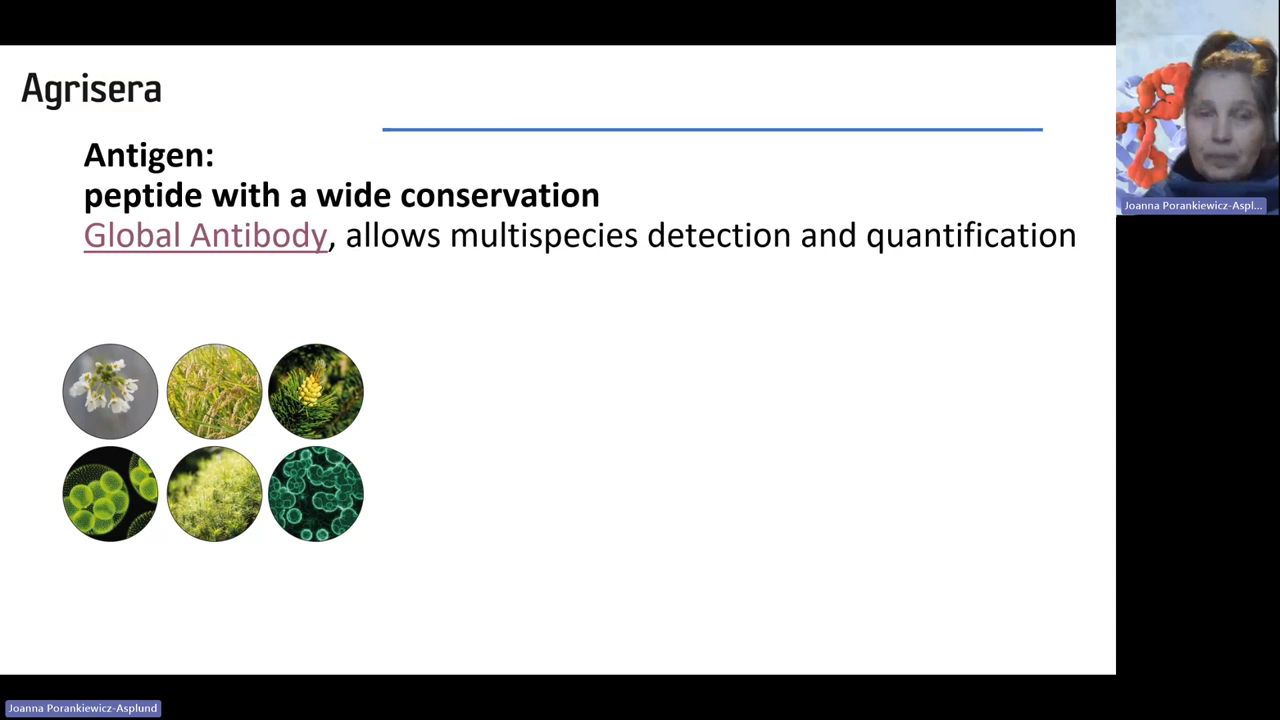 Agrisera
Antigen:
peptide with a wide conservation
Global Antibody, allows multispecies detection and quantification
Joanna Porankiewicz-Aspl...
Joanna Porankiewicz-Asplund